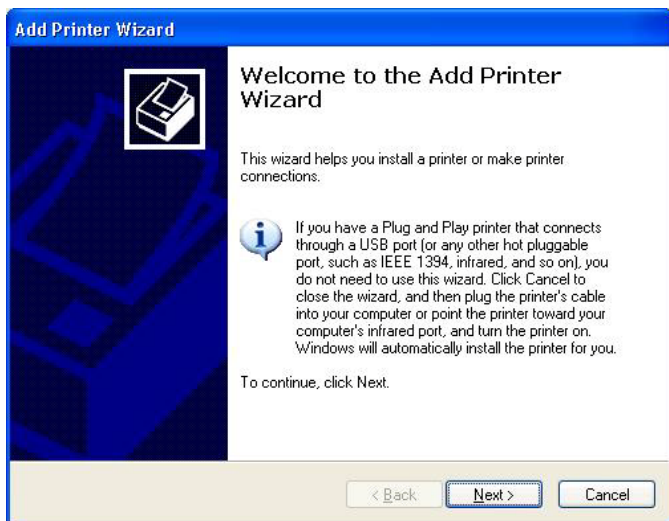 Add Printer Wizard
Welcome to the Add Printer
Wizard
This wizard helps you install a printer or make printer
connections.
If you have a Plug and Play printer that connects
through a USB port (or any other hot pluggable
port, such as IEEE 1394, infrared, and so on), you
do not need to use this wizard. Click Cancel to
close the wizard, and then plug the printer's cable
into your computer or point the printer toward your
computer's infrared port, and turn the printer on.
Windows will automatically install the printer for you.
To continue, click Next.
< Back Next > Cancel